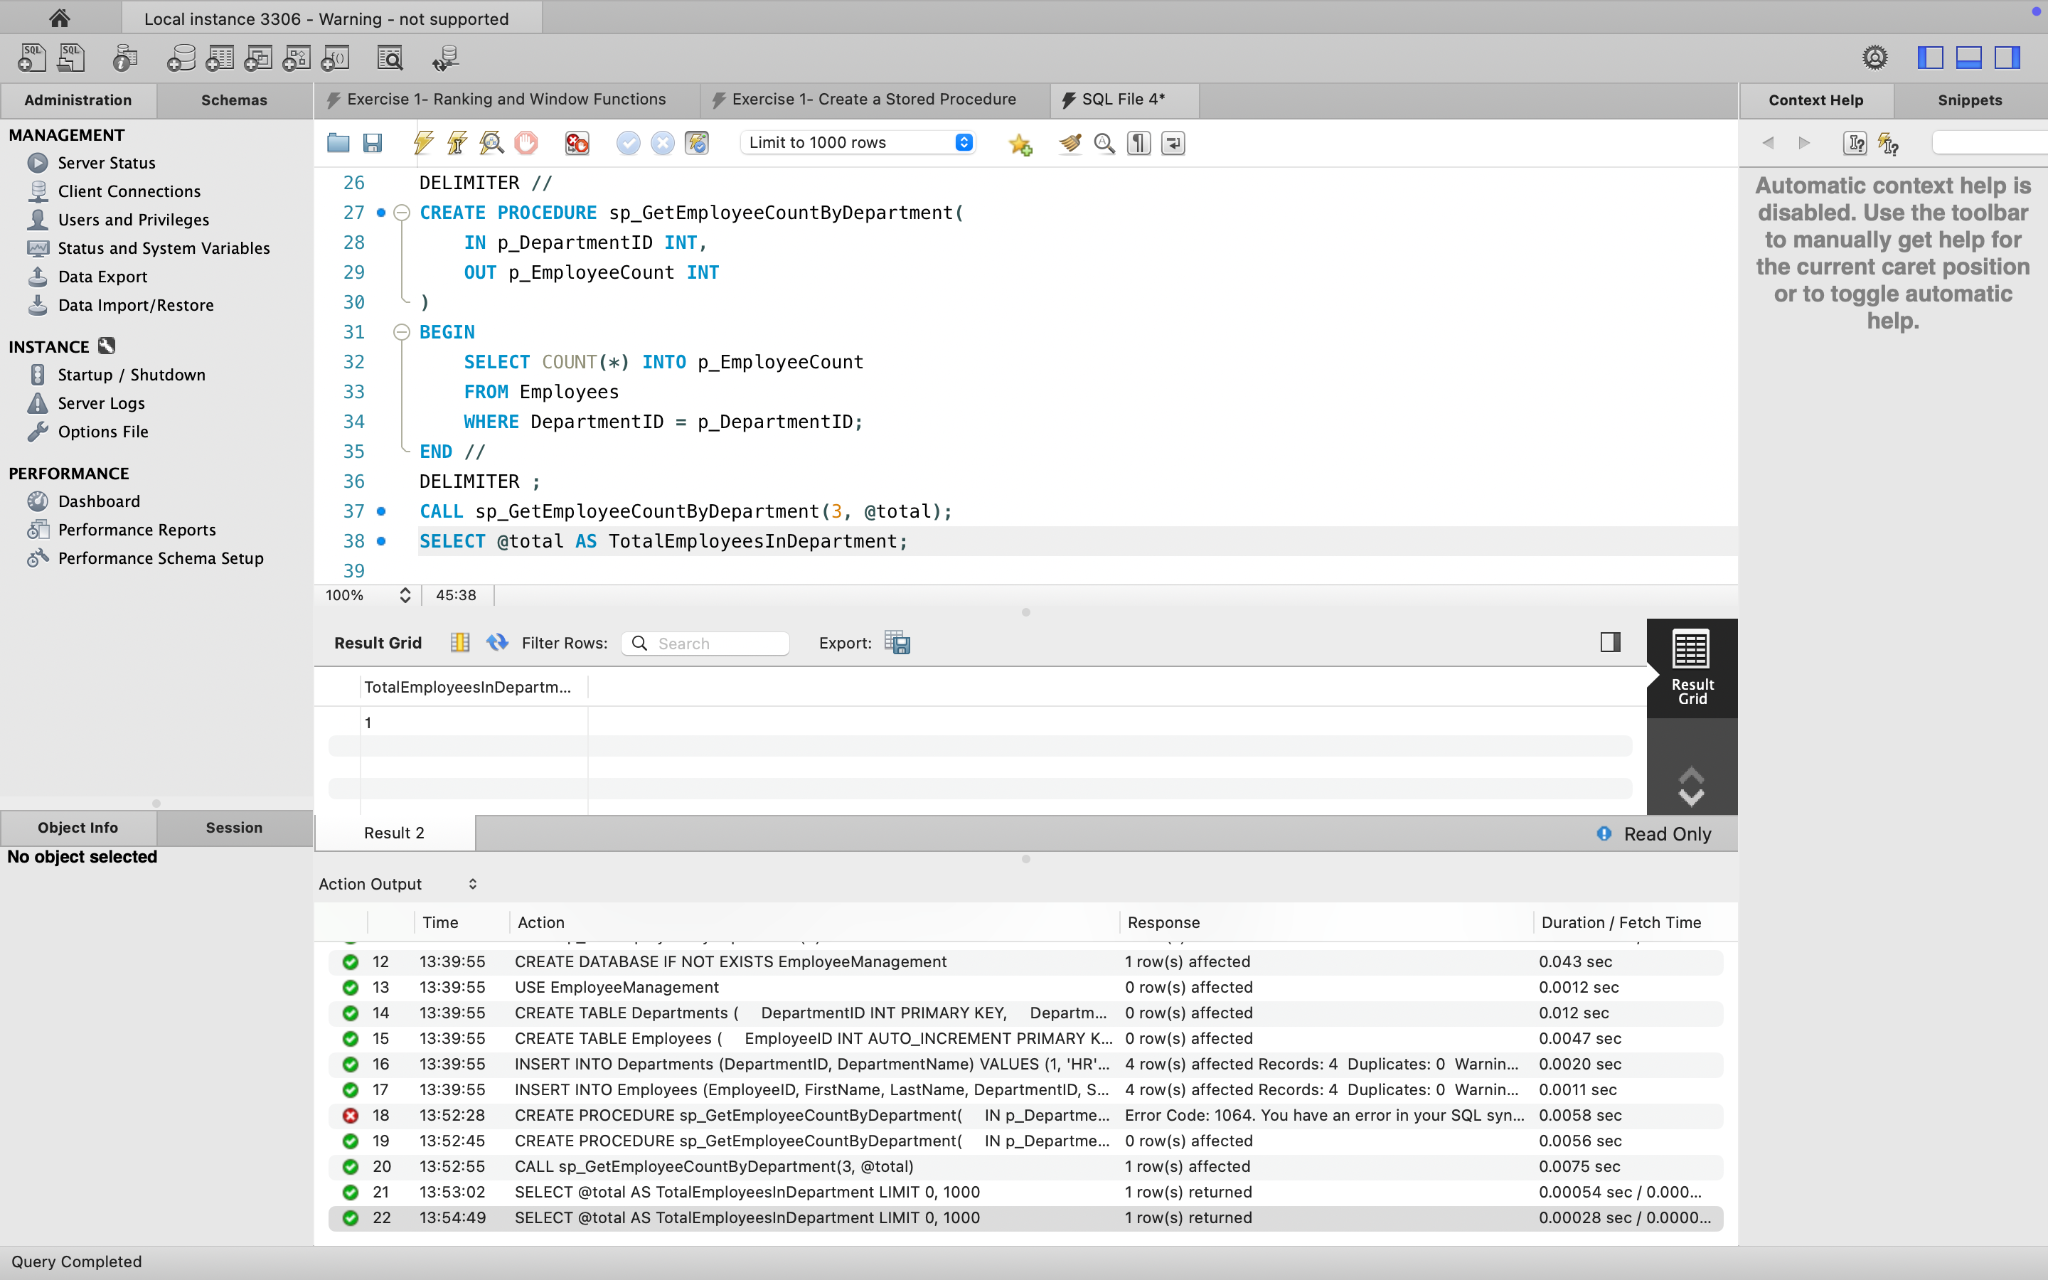 Local instance 3306 - Warning - not supported
Administration
Schemas
MANAGEMENT
Server Status
Client Connections
Users and Privileges
Status and System Variables
Data Export
Data Import/Restore
INSTANCE
Startup / Shutdown
Server Logs
Options File
PERFORMANCE
Dashboard
Performance Reports
Performance Schema Setup
Object Info
Session
No object selected
Exercise 1- Ranking and Window Functions
Exercise 1- Create a Stored Procedure
SQL File 4*
Limit to 1000 rows
26 DELIMITER //
27 CREATE PROCEDURE sp_GetEmployeeCountByDepartment(
28 IN p_DepartmentID INT,
29 OUT p_EmployeeCount INT
30 )
31 BEGIN
32 SELECT COUNT(*) INTO p_EmployeeCount
33 FROM Employees
34 WHERE DepartmentID = p_DepartmentID;
35 END //
36 DELIMITER ;
37 CALL sp_GetEmployeeCountByDepartment(3, @total);
38 SELECT @total AS TotalEmployeesInDepartment;
39
100% 45:38
Result Grid Filter Rows: Search Export:
TotalEmployeesInDepartm...
1
Result
Grid
Result 2
Read Only
Action Output
Time Action Response Duration / Fetch Time
12 13:39:55 CREATE DATABASE IF NOT EXISTS EmployeeManagement 1 row(s) affected 0.043 sec
13 13:39:55 USE EmployeeManagement 0 row(s) affected 0.0012 sec
14 13:39:55 CREATE TABLE Departments ( DepartmentID INT PRIMARY KEY, Departm... 0 row(s) affected 0.012 sec
15 13:39:55 CREATE TABLE Employees ( EmployeeID INT AUTO_INCREMENT PRIMARY K... 0 row(s) affected 0.0047 sec
16 13:39:55 INSERT INTO Departments (DepartmentID, DepartmentName) VALUES (1, 'HR'... 4 row(s) affected Records: 4 Duplicates: 0 Warnin... 0.0020 sec
17 13:39:55 INSERT INTO Employees (EmployeeID, FirstName, LastName, DepartmentID, S... 4 row(s) affected Records: 4 Duplicates: 0 Warnin... 0.0011 sec
18 13:52:28 CREATE PROCEDURE sp_GetEmployeeCountByDepartment( IN p_Departme... Error Code: 1064. You have an error in your SQL syn... 0.0058 sec
19 13:52:45 CREATE PROCEDURE sp_GetEmployeeCountByDepartment( IN p_Departme... 0 row(s) affected 0.0056 sec
20 13:52:55 CALL sp_GetEmployeeCountByDepartment(3, @total) 1 row(s) affected 0.0075 sec
21 13:53:02 SELECT @total AS TotalEmployeesInDepartment LIMIT 0, 1000 1 row(s) returned 0.00054 sec / 0.000...
22 13:54:49 SELECT @total AS TotalEmployeesInDepartment LIMIT 0, 1000 1 row(s) returned 0.00028 sec / 0.0000...
Query Completed
Context Help
Snippets
Automatic context help is
disabled. Use the toolbar
to manually get help for
the current caret position
or to toggle automatic
help.